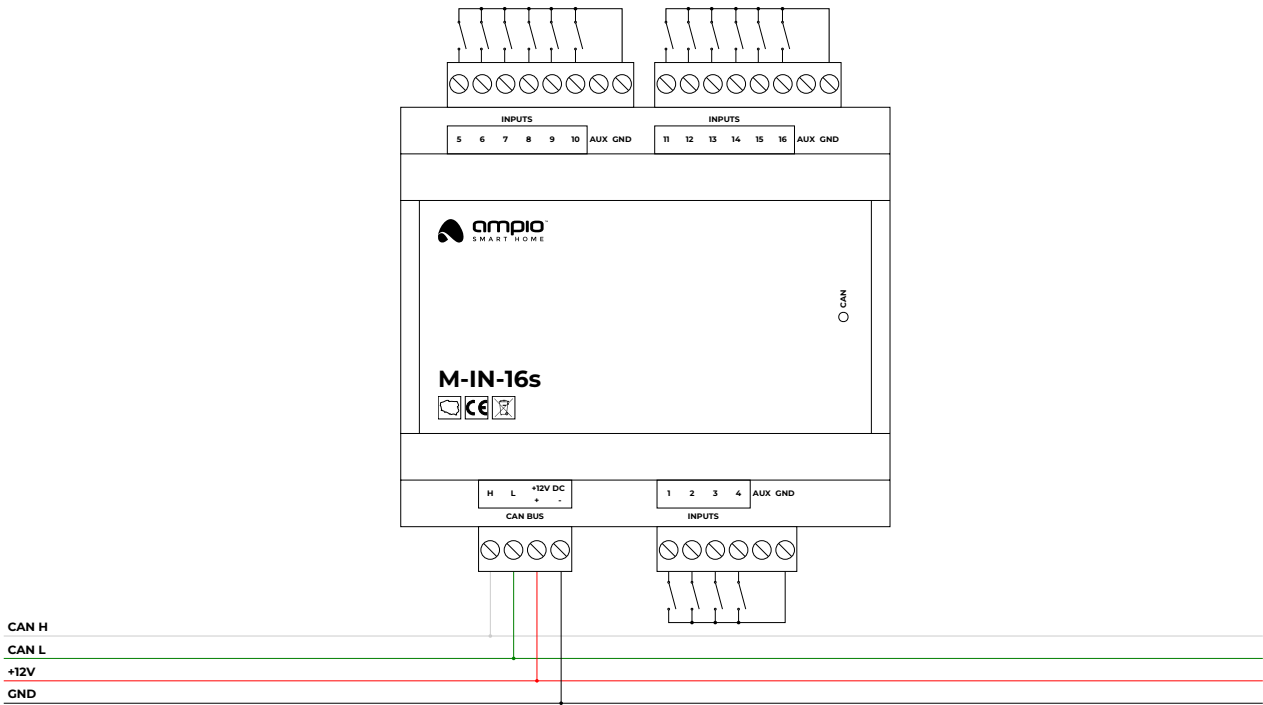 INPUTS INPUTS
5 6 7 8 9 10 AUX GND 11 12 13 14 15 16 AUX GND
ampio™
SMART HOME
CAN
M-IN-16s
CE
H L +12V DC 1 2 3 4 AUX GND
+ -
CAN BUS INPUTS
CAN H
CAN L
+12V
GND